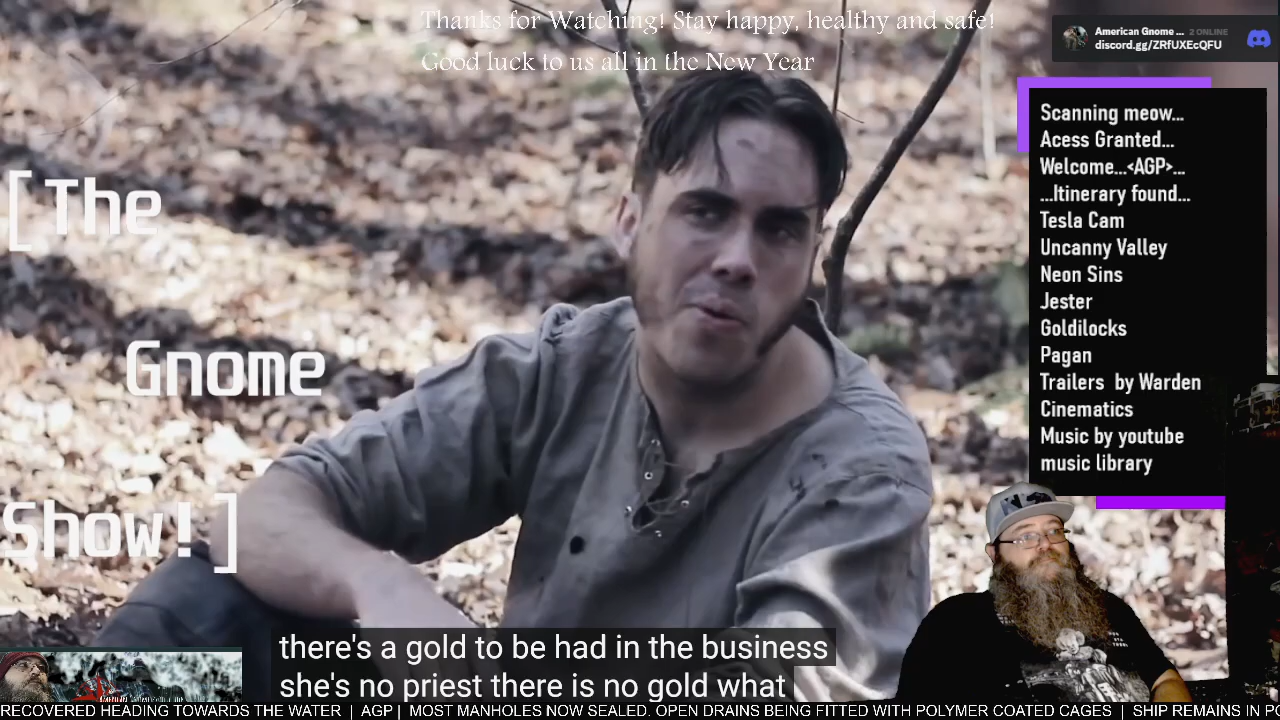 Thanks for Watching! Stay happy, healthy and safe!
Good luck to us all in the New Year
American Gnome ... 2 ONLINE
discord.gg/ZRfUXEcQFU
[The
Gnome
Show!]
Scanning meow...
Acess Granted...
Welcome...<AGP>...
...Itinerary found...
Tesla Cam
Uncanny Valley
Neon Sins
Jester
Goldilocks
Pagan
Trailers by Warden
Cinematics
Music by youtube
music library
there's a gold to be had in the business
she's no priest there is no gold what
RECOVERED HEADING TOWARDS THE WATER | AGP | MOST MANHOLES NOW SEALED. OPEN DRAINS BEING FITTED WITH POLYMER COATED CAGES | SHIP REMAINS IN PO